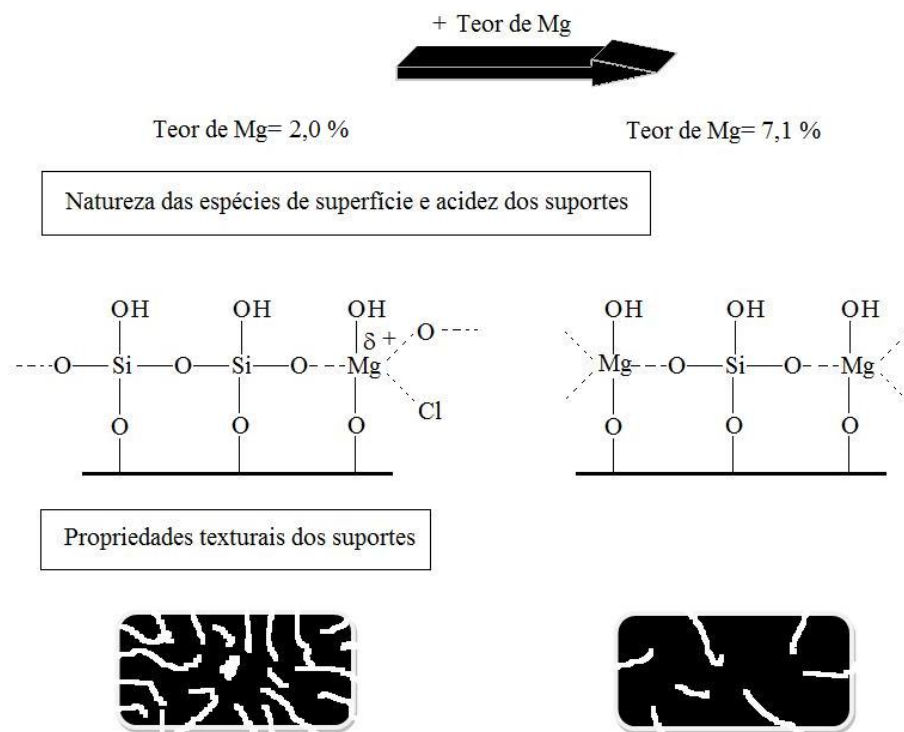 + Teor de Mg
Teor de Mg= 2,0 % Teor de Mg= 7,1 %
Natureza das espécies de superfície e acidez dos suportes
OH OH OH OH OH OH
δ +
O
O Si O Si O Mg Mg O Si O Mg
Cl
O O O O O O
Propriedades texturais dos suportes